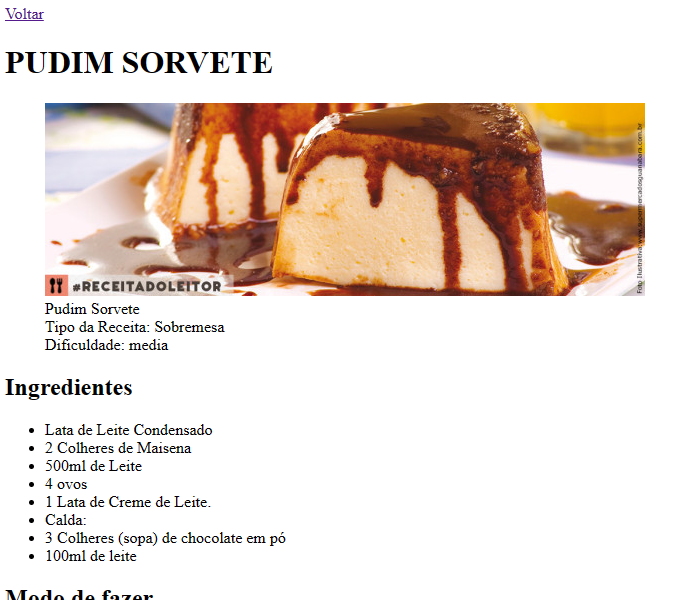 Voltar
PUDIM SORVETE
Foto Ilustrativa: www.supermercadosguanabara.com.br
#RECEITADOLEITOR
Pudim Sorvete
Tipo da Receita: Sobremesa
Dificuldade: media
Ingredientes
Lata de Leite Condensado
2 Colheres de Maisena
500ml de Leite
4 ovos
1 Lata de Creme de Leite.
Calda:
3 Colheres (sopa) de chocolate em pó
100ml de leite
Modo de fazer